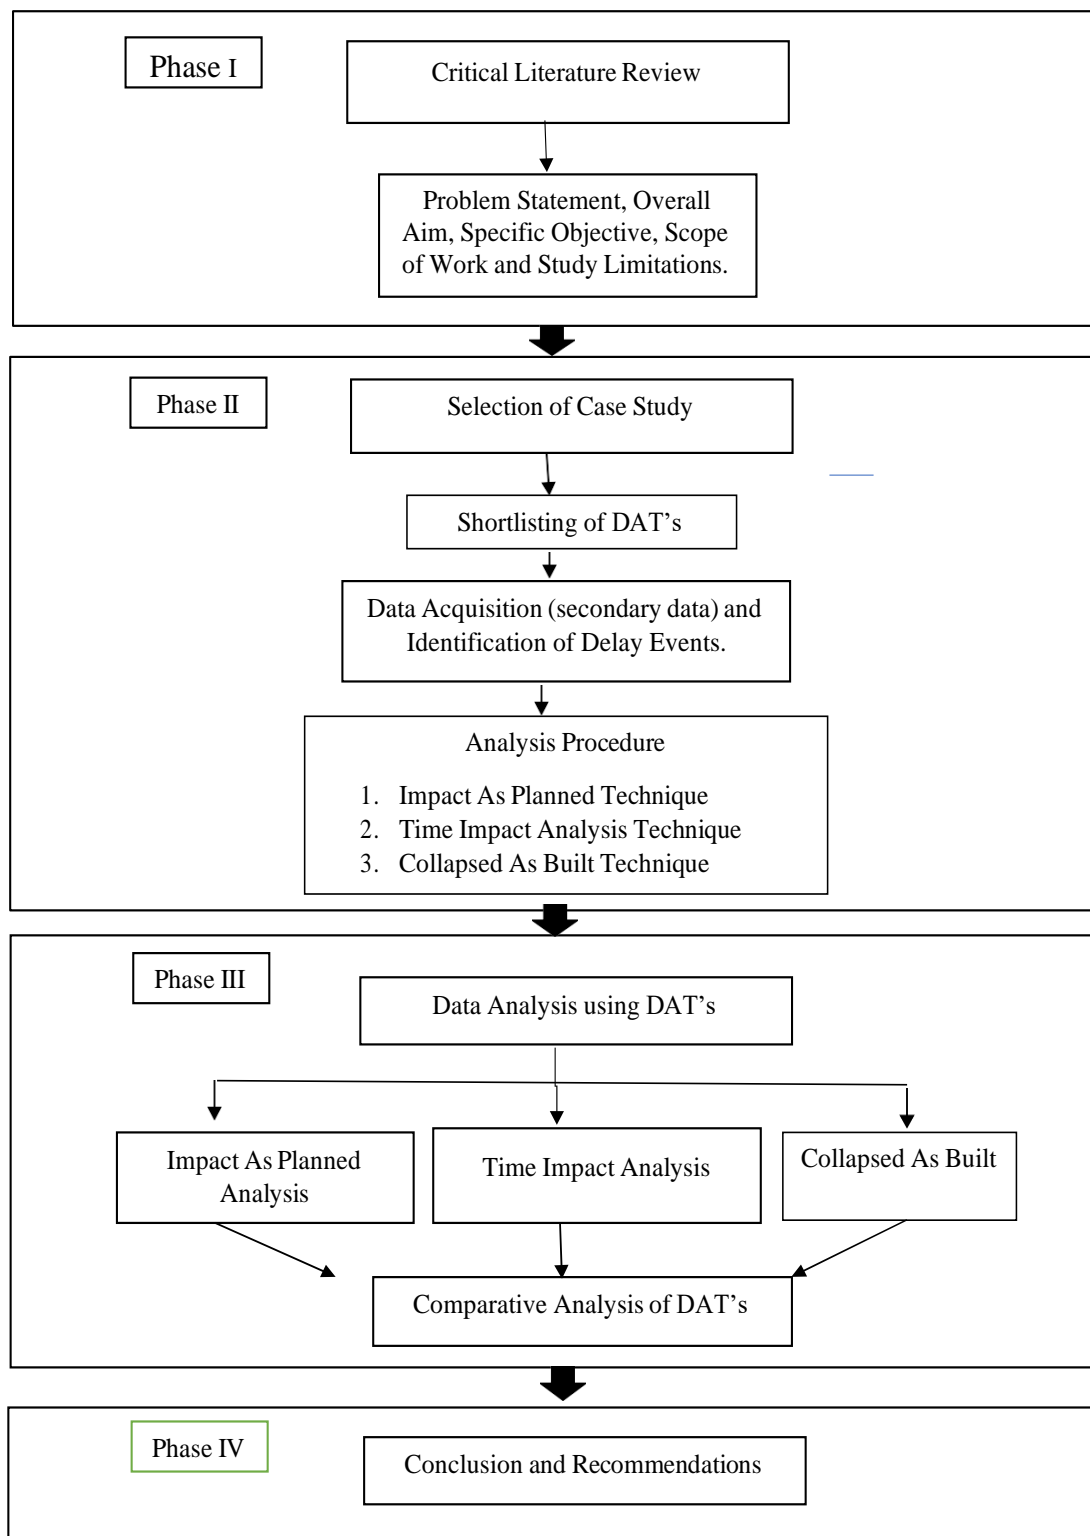 Phase I
Critical Literature Review
Problem Statement, Overall
Aim, Specific Objective, Scope
of Work and Study Limitations.
Phase II
Selection of Case Study
Shortlisting of DAT’s
Data Acquisition (secondary data) and
Identification of Delay Events.
Analysis Procedure
1. Impact As Planned Technique
2. Time Impact Analysis Technique
3. Collapsed As Built Technique
Phase III
Data Analysis using DAT’s
Impact As Planned
Analysis
Time Impact Analysis
Collapsed As Built
Comparative Analysis of DAT’s
Phase IV
Conclusion and Recommendations